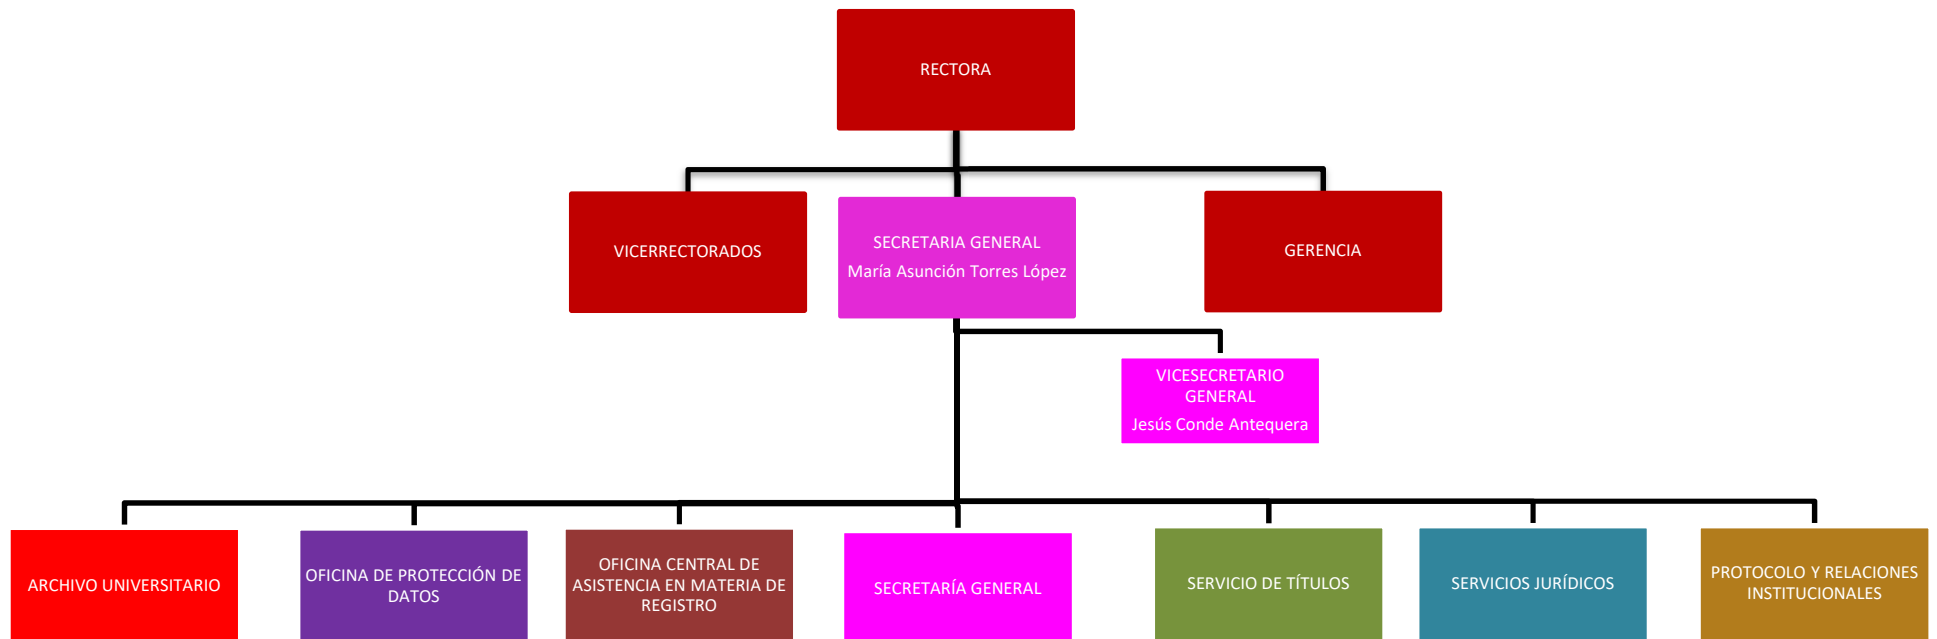 RECTORA
VICERRECTORADOS
SECRETARIA GENERAL
María Asunción Torres López
GERENCIA
VICESECRETARIO
GENERAL
Jesús Conde Antequera
ARCHIVO UNIVERSITARIO
OFICINA DE PROTECCIÓN DE
DATOS
OFICINA CENTRAL DE
ASISTENCIA EN MATERIA DE
REGISTRO
SECRETARÍA GENERAL
SERVICIO DE TÍTULOS
SERVICIOS JURÍDICOS
PROTOCOLO Y RELACIONES
INSTITUCIONALES